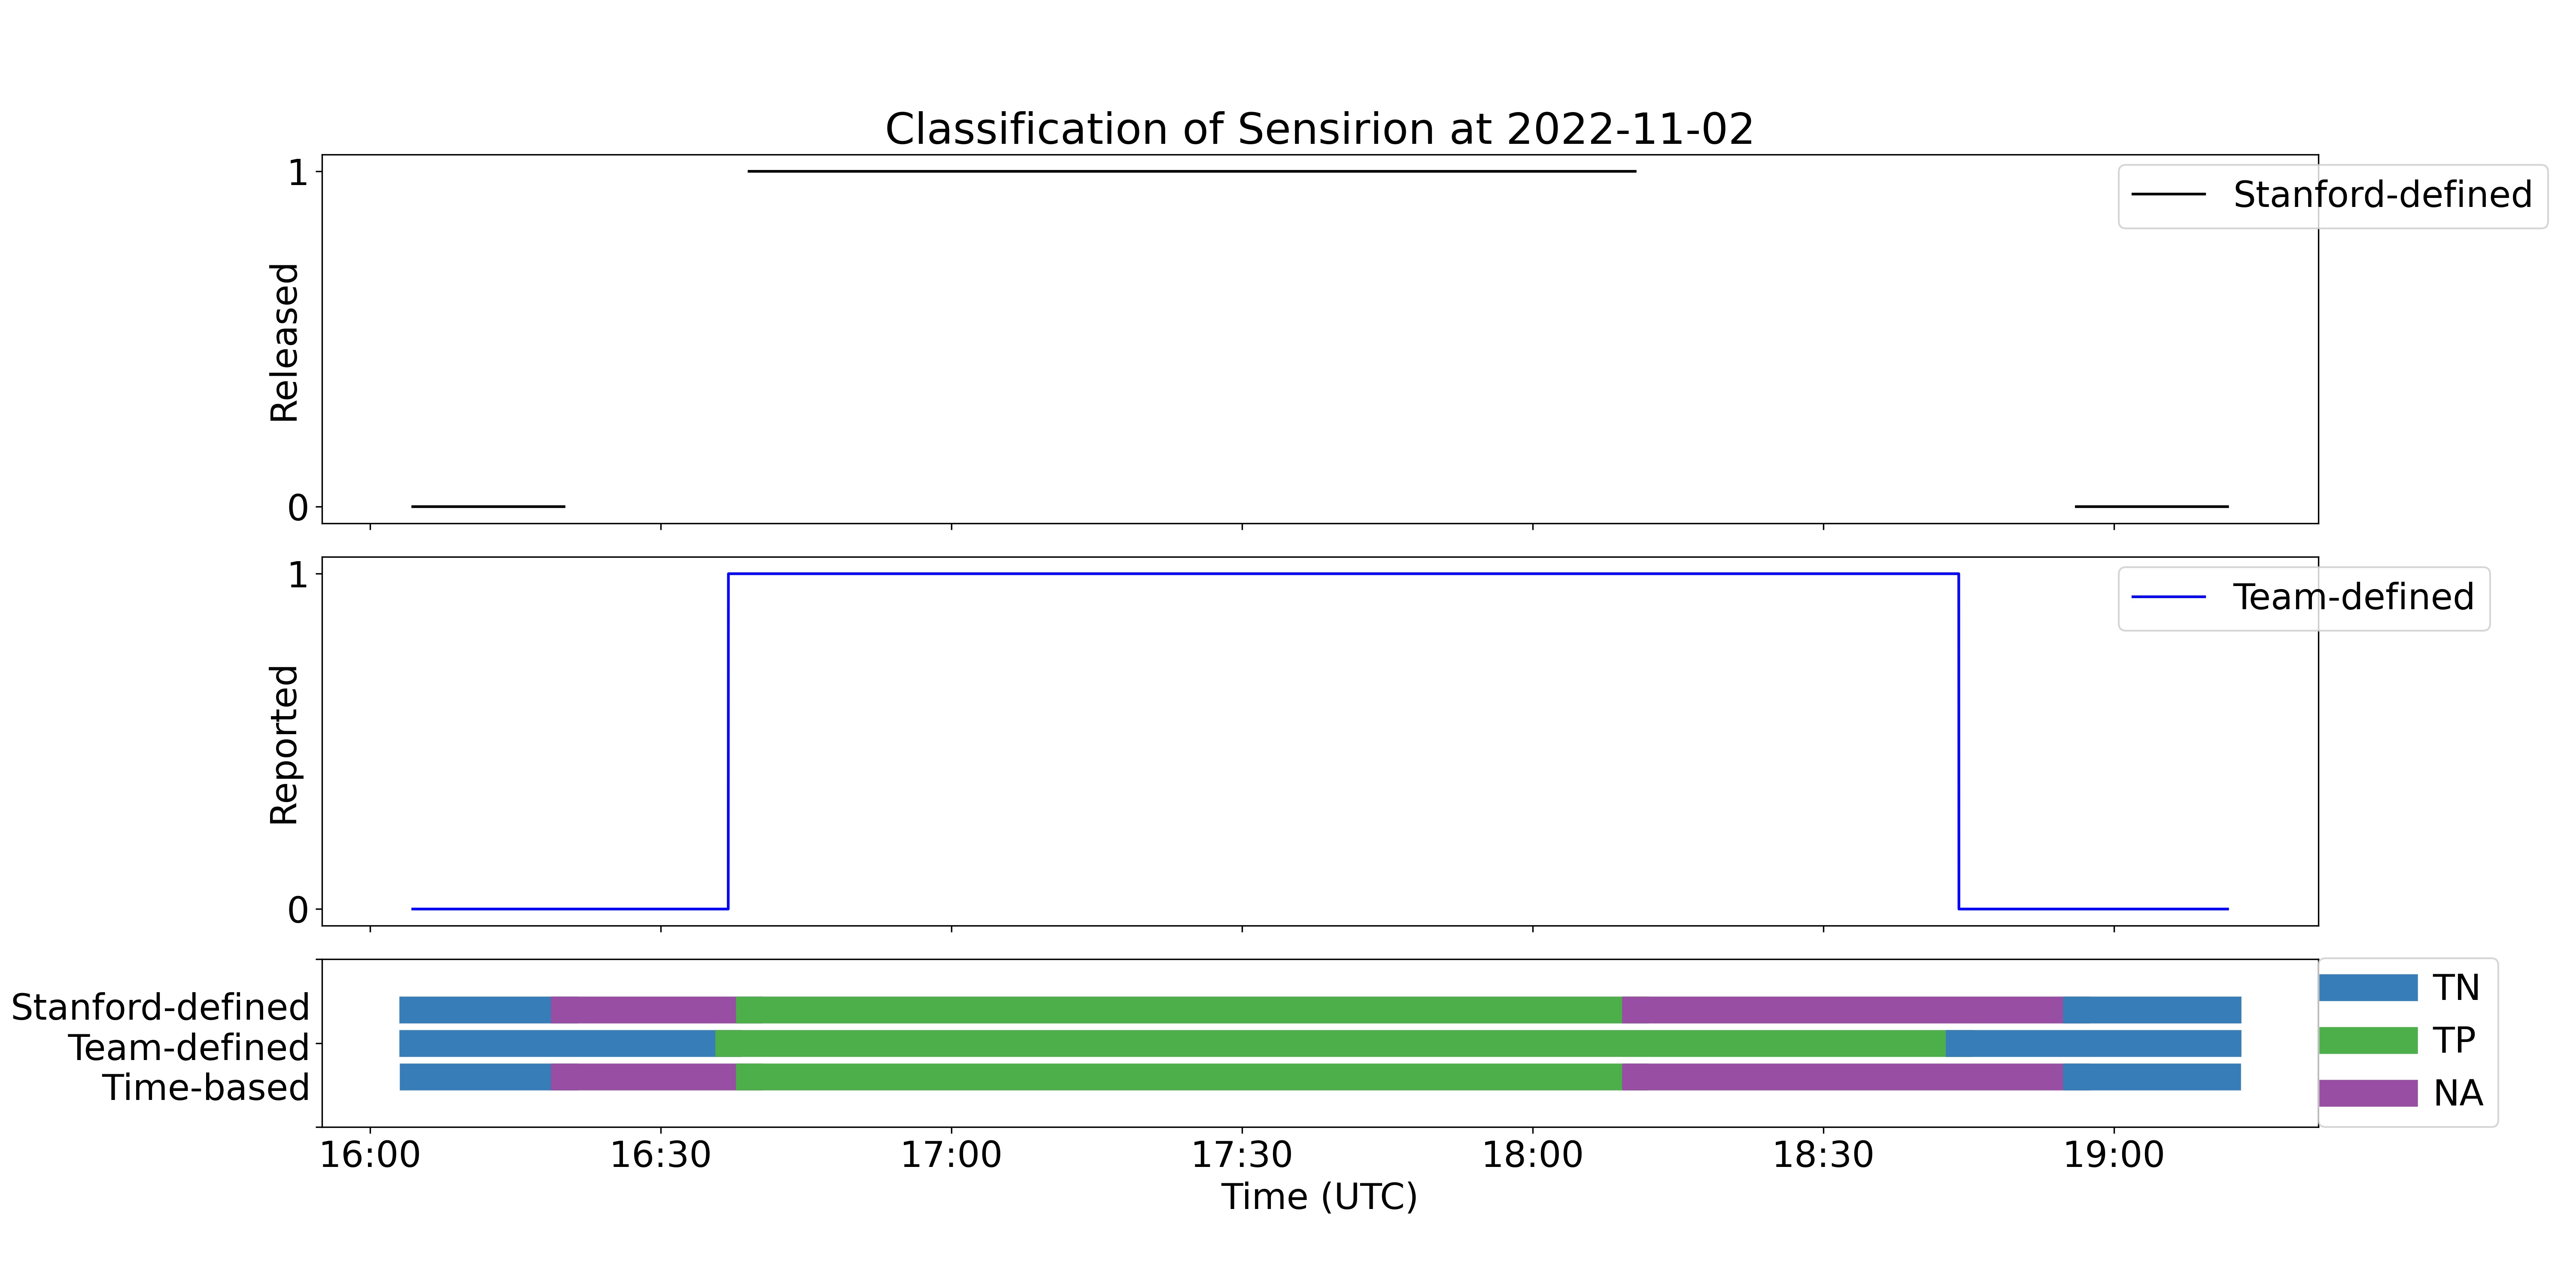 Classification of Sensirion at 2022-11-02
1
Released
0
Stanford-defined
1
Reported
0
Team-defined
Stanford-defined
Team-defined
Time-based
TN
TP
NA
16:00 16:30 17:00 17:30 18:00 18:30 19:00
Time (UTC)